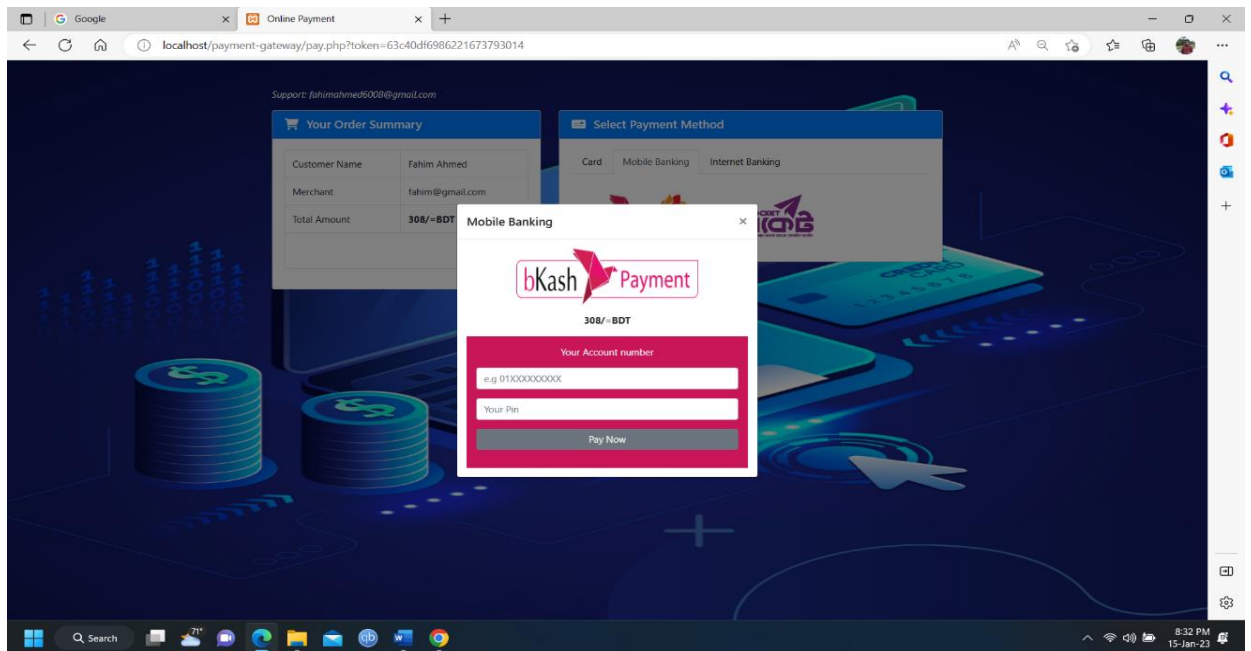 Google
Online Payment
localhost/payment-gateway/pay.php?token=63c40df6986221673793014
Support: fahimahmed6008@gmail.com
Your Order Summary
Select Payment Method
Customer Name Fahim Ahmed
Card Mobile Banking Internet Banking
Merchant fahim@gmail.com
Total Amount 308/=BDT
Mobile Banking
bKash Payment
308/=BDT
Your Account number
e.g 01XXXXXXXXX
Your Pin
Pay Now
CREDIT
CARD
71°
Search
8:32 PM
15-Jan-23